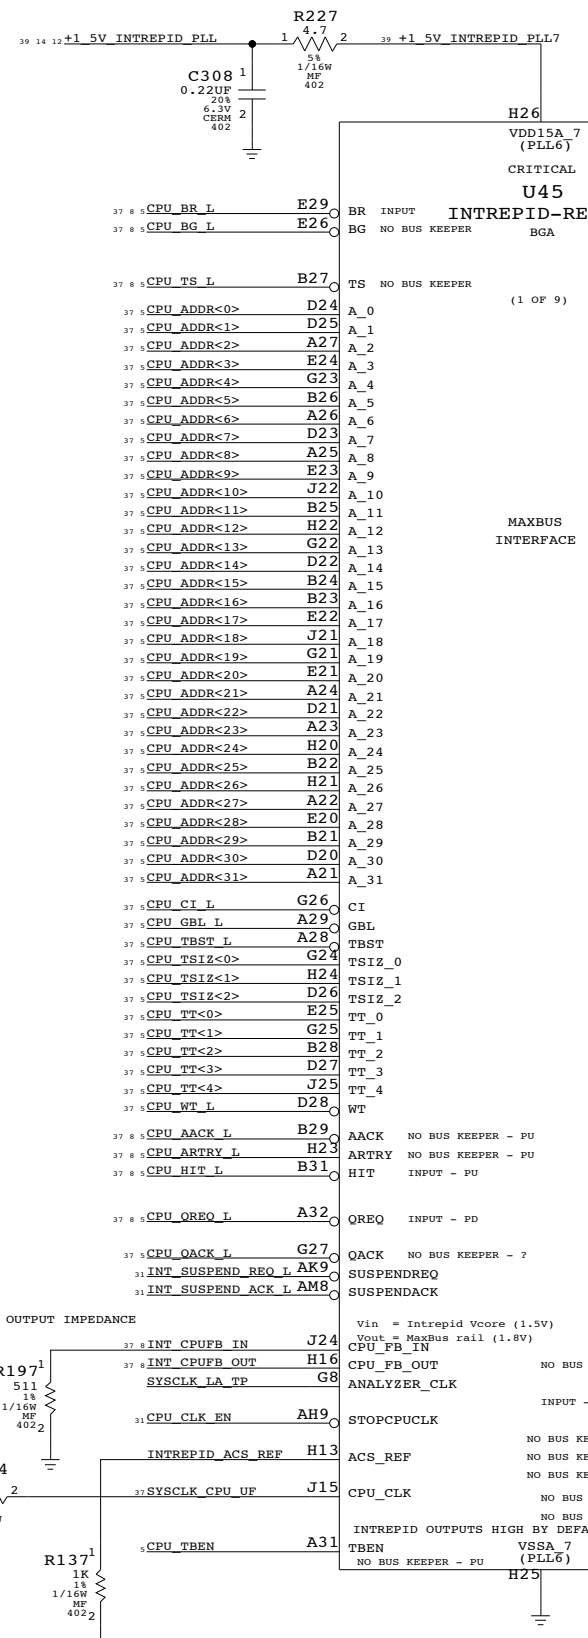 R227
39 14 12 +1_5V_INTREPID_PLL 1 4.7 2 39 +1_5V_INTREPID_PLL7
5%
1/16W
MF
402
C308 1
0.22UF
20%
6.3V 2
CERM
402
H26
VDD15A_7
(PLL6)
CRITICAL
U45
INTREPID-RE
BGA
(1 OF 9)
37 8 5 CPU_BR_L E29 BR INPUT
37 8 5 CPU_BG_L E26 BG NO BUS KEEPER
37 8 5 CPU_TS_L B27 TS NO BUS KEEPER
37 5 CPU_ADDR<0> D24 A_0
37 5 CPU_ADDR<1> D25 A_1
37 5 CPU_ADDR<2> A27 A_2
37 5 CPU_ADDR<3> E24 A_3
37 5 CPU_ADDR<4> G23 A_4
37 5 CPU_ADDR<5> B26 A_5
37 5 CPU_ADDR<6> A26 A_6
37 5 CPU_ADDR<7> D23 A_7
37 5 CPU_ADDR<8> A25 A_8
37 5 CPU_ADDR<9> E23 A_9
37 5 CPU_ADDR<10> J22 A_10
37 5 CPU_ADDR<11> B25 A_11
37 5 CPU_ADDR<12> H22 A_12
37 5 CPU_ADDR<13> G22 A_13
37 5 CPU_ADDR<14> D22 A_14
37 5 CPU_ADDR<15> B24 A_15
37 5 CPU_ADDR<16> B23 A_16
37 5 CPU_ADDR<17> E22 A_17
37 5 CPU_ADDR<18> J21 A_18
37 5 CPU_ADDR<19> G21 A_19
37 5 CPU_ADDR<20> E21 A_20
37 5 CPU_ADDR<21> A24 A_21
37 5 CPU_ADDR<22> D21 A_22
37 5 CPU_ADDR<23> A23 A_23
37 5 CPU_ADDR<24> H20 A_24
37 5 CPU_ADDR<25> B22 A_25
37 5 CPU_ADDR<26> H21 A_26
37 5 CPU_ADDR<27> A22 A_27
37 5 CPU_ADDR<28> E20 A_28
37 5 CPU_ADDR<29> B21 A_29
37 5 CPU_ADDR<30> D20 A_30
37 5 CPU_ADDR<31> A21 A_31
MAXBUS
INTERFACE
37 5 CPU_CI_L G26 CI
37 5 CPU_GBL_L A29 GBL
37 5 CPU_TBST_L A28 TBST
37 5 CPU_TSIZ<0> G24 TSIZ_0
37 5 CPU_TSIZ<1> H24 TSIZ_1
37 5 CPU_TSIZ<2> D26 TSIZ_2
37 5 CPU_TT<0> E25 TT_0
37 5 CPU_TT<1> G25 TT_1
37 5 CPU_TT<2> B28 TT_2
37 5 CPU_TT<3> D27 TT_3
37 5 CPU_TT<4> J25 TT_4
37 5 CPU_WT_L D28 WT
37 8 5 CPU_AACK_L B29 AACK NO BUS KEEPER - PU
37 8 5 CPU_ARTRY_L H23 ARTRY NO BUS KEEPER - PU
37 8 5 CPU_HIT_L B31 HIT INPUT - PU
37 8 5 CPU_QREQ_L A32 QREQ INPUT - PD
37 5 CPU_QACK_L G27 QACK NO BUS KEEPER - ?
31 INT_SUSPEND_REQ_L AK9 SUSPENDREQ
31 INT_SUSPEND_ACK_L AM8 SUSPENDACK
OUTPUT IMPEDANCE
Vin = Intrepid Vcore (1.5V)
Vout = MaxBus rail (1.8V)
37 8 INT_CPUFB_IN J24 CPU_FB_IN
37 8 INT_CPUFB_OUT H16 CPU_FB_OUT NO BUS
SYSCLK_LA_TP G8 ANALYZER_CLK
R197 1
511
1%
1/16W
MF
402 2
INPUT -
31 CPU_CLK_EN AH9 STOPCPUCLK
NO BUS KE
INTREPID_ACS_REF H13 ACS_REF NO BUS KE
NO BUS KE
4
2
37 SYSCLK_CPU_UF J15 CPU_CLK NO BUS
NO BUS
INTREPID OUTPUTS HIGH BY DEFA
5 CPU_TBEN A31 TBEN
NO BUS KEEPER - PU
VSSA_7
(PLL6)
H25
R137 1
1K
1%
1/16W
MF
402 2